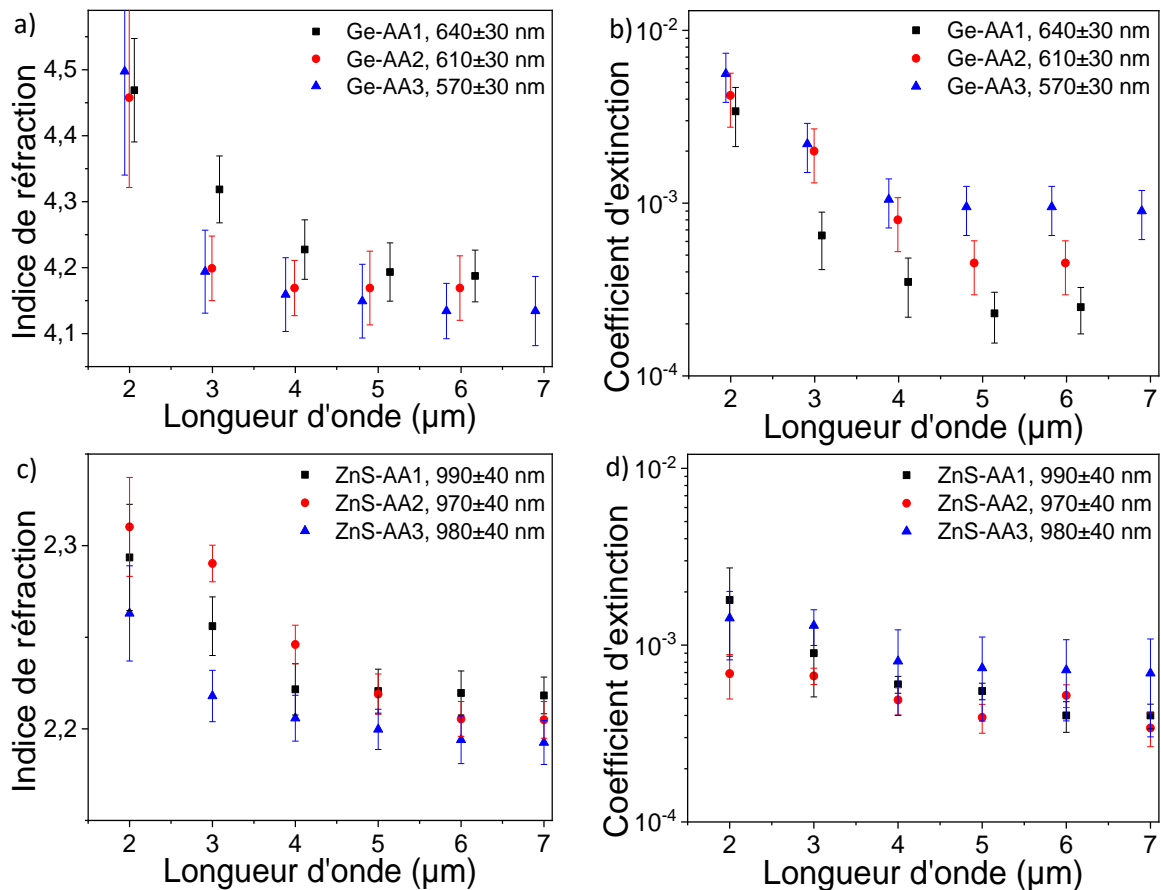 a)
Ge-AA1, 640±30 nm
Ge-AA2, 610±30 nm
Ge-AA3, 570±30 nm
4,5
4,4
4,3
4,2
4,1
Indice de réfraction
2 3 4 5 6 7
Longueur d'onde (µm)
b)
Ge-AA1, 640±30 nm
Ge-AA2, 610±30 nm
Ge-AA3, 570±30 nm
10⁻²
10⁻³
10⁻⁴
Coefficient d'extinction
2 3 4 5 6 7
Longueur d'onde (µm)
c)
ZnS-AA1, 990±40 nm
ZnS-AA2, 970±40 nm
ZnS-AA3, 980±40 nm
2,3
2,2
Indice de réfraction
2 3 4 5 6 7
Longueur d'onde (µm)
d)
ZnS-AA1, 990±40 nm
ZnS-AA2, 970±40 nm
ZnS-AA3, 980±40 nm
10⁻²
10⁻³
10⁻⁴
Coefficient d'extinction
2 3 4 5 6 7
Longueur d'onde (µm)